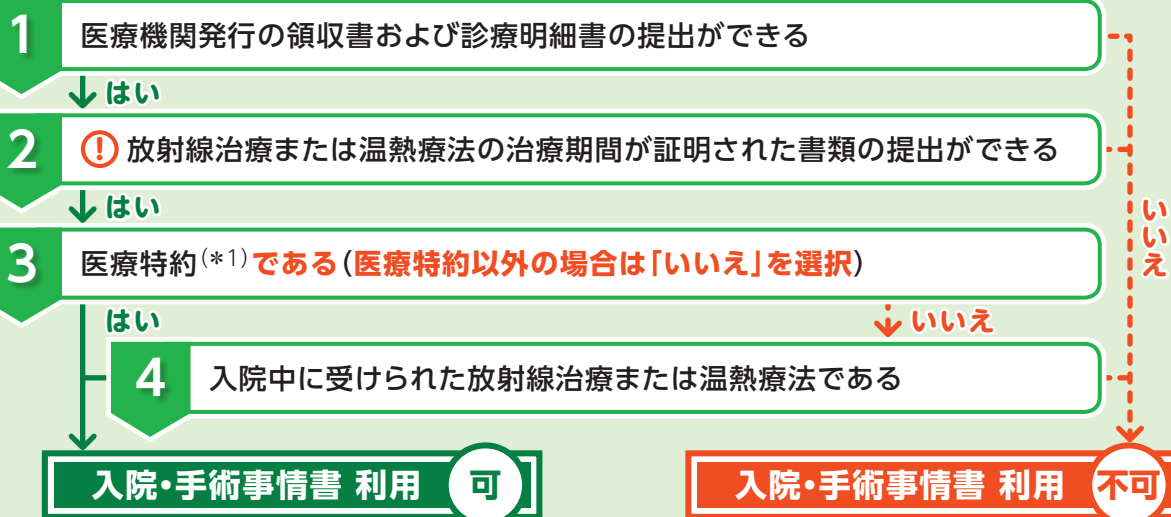 1 医療機関発行の領収書および診療明細書の提出ができる
はい
2 ! 放射線治療または温熱療法の治療期間が証明された書類の提出ができる
はい
いいえ
3 医療特約(*1)である(医療特約以外の場合は「いいえ」を選択)
はい
いいえ
4 入院中に受けられた放射線治療または温熱療法である
入院・手術事情書 利用 可
入院・手術事情書 利用 不可